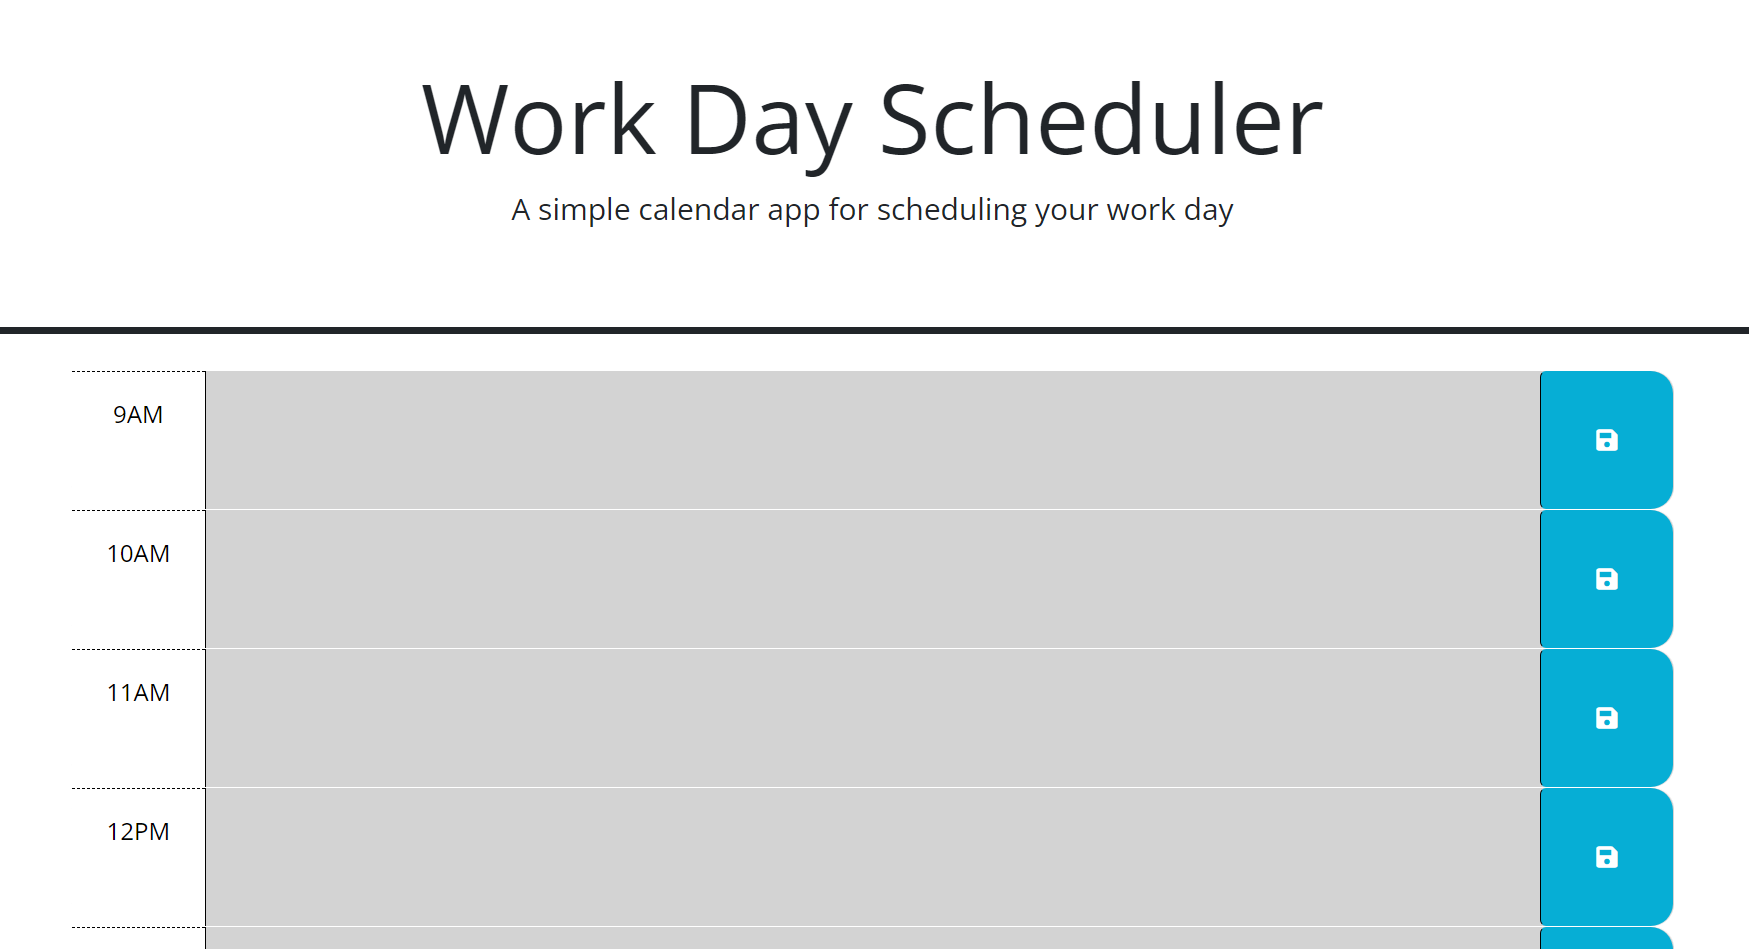 Work Day Scheduler
A simple calendar app for scheduling your work day
9AM
10AM
11AM
12PM